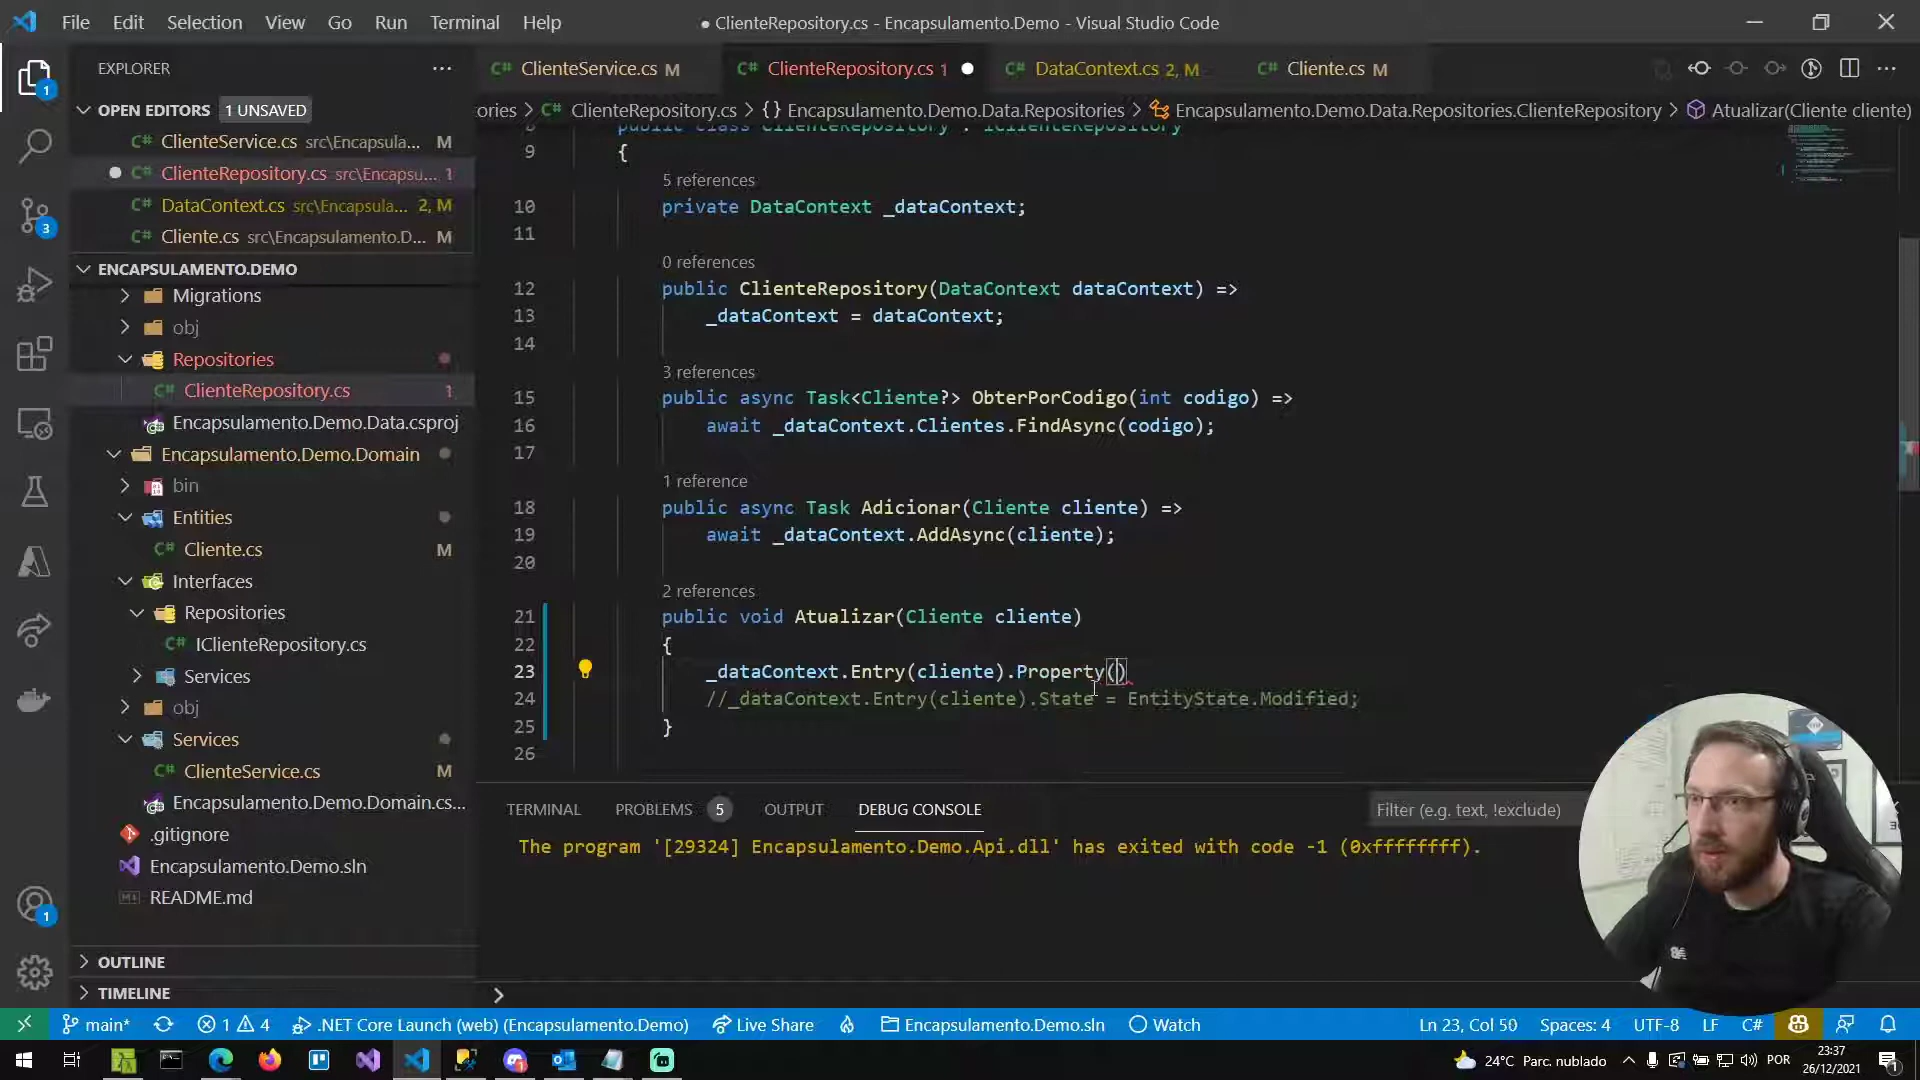 File Edit Selection View Go Run Terminal Help
● ClienteRepository.cs - Encapsulamento.Demo - Visual Studio Code
EXPLORER
ClienteService.cs M
ClienteRepository.cs 1
DataContext.cs 2, M
Cliente.cs M
OPEN EDITORS 1 UNSAVED
ories > ClienteRepository.cs > {} Encapsulamento.Demo.Data.Repositories > Encapsulamento.Demo.Data.Repositories.ClienteRepository > Atualizar(Cliente cliente)
ClienteService.cs src\Encapsula... M
ClienteRepository.cs src\Encapsu... 1
DataContext.cs src\Encapsula... 2, M
Cliente.cs src\Encapsulamento.D... M
ENCAPSULAMENTO.DEMO
Migrations
obj
Repositories
ClienteRepository.cs 1
Encapsulamento.Demo.Data.csproj
Encapsulamento.Demo.Domain
bin
Entities
Cliente.cs M
Interfaces
Repositories
IClienteRepository.cs
Services
obj
Services
ClienteService.cs M
Encapsulamento.Demo.Domain.cs...
.gitignore
Encapsulamento.Demo.sln
README.md
OUTLINE
TIMELINE
8 public class ClienteRepository : IClienteRepository
9 {
5 references
10 private DataContext _dataContext;
11
0 references
12 public ClienteRepository(DataContext dataContext) =>
13 _dataContext = dataContext;
14
3 references
15 public async Task<Cliente?> ObterPorCodigo(int codigo) =>
16 await _dataContext.Clientes.FindAsync(codigo);
17
1 reference
18 public async Task Adicionar(Cliente cliente) =>
19 await _dataContext.AddAsync(cliente);
20
2 references
21 public void Atualizar(Cliente cliente)
22 {
23 _dataContext.Entry(cliente).Property()
24 //_dataContext.Entry(cliente).State = EntityState.Modified;
25 }
26
TERMINAL PROBLEMS 5 OUTPUT DEBUG CONSOLE
Filter (e.g. text, !exclude)
The program '[29324] Encapsulamento.Demo.Api.dll' has exited with code -1 (0xffffffff).
main* 1 4 .NET Core Launch (web) (Encapsulamento.Demo) Live Share Encapsulamento.Demo.sln Watch
Ln 23, Col 50 Spaces: 4 UTF-8 LF C#
24°C Parc. nublado POR
23:37
26/12/2021